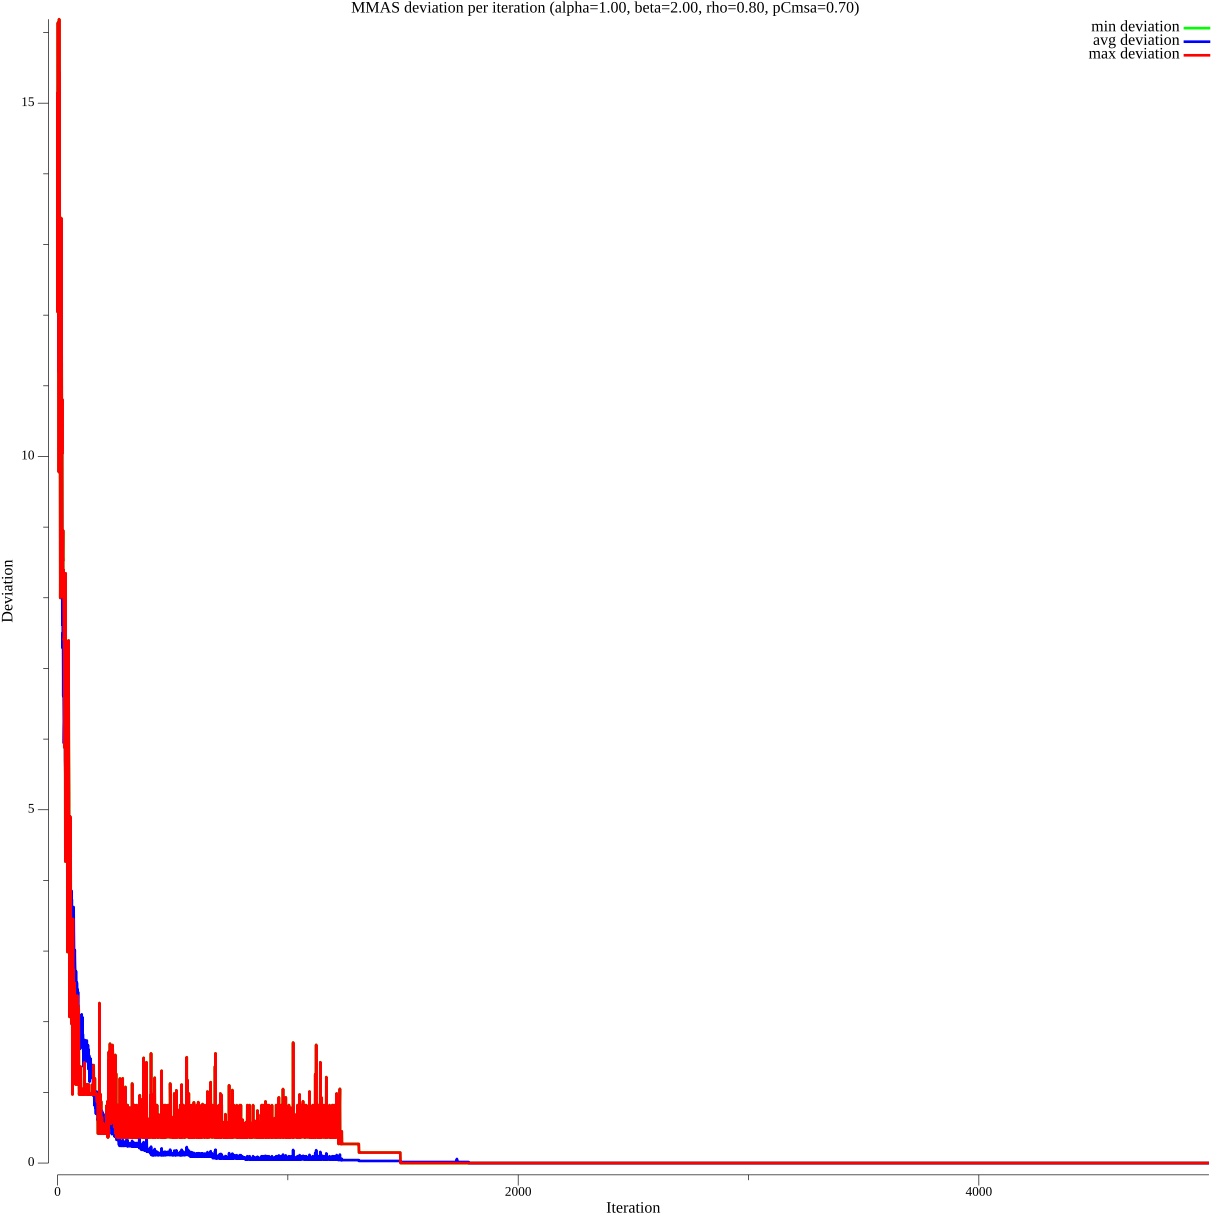 MMAS deviation per iteration (alpha=1.00, beta=2.00, rho=0.80, pCmsa=0.70)
min deviation
avg deviation
max deviation
15
10
5
0
Deviation
0 2000 4000
Iteration